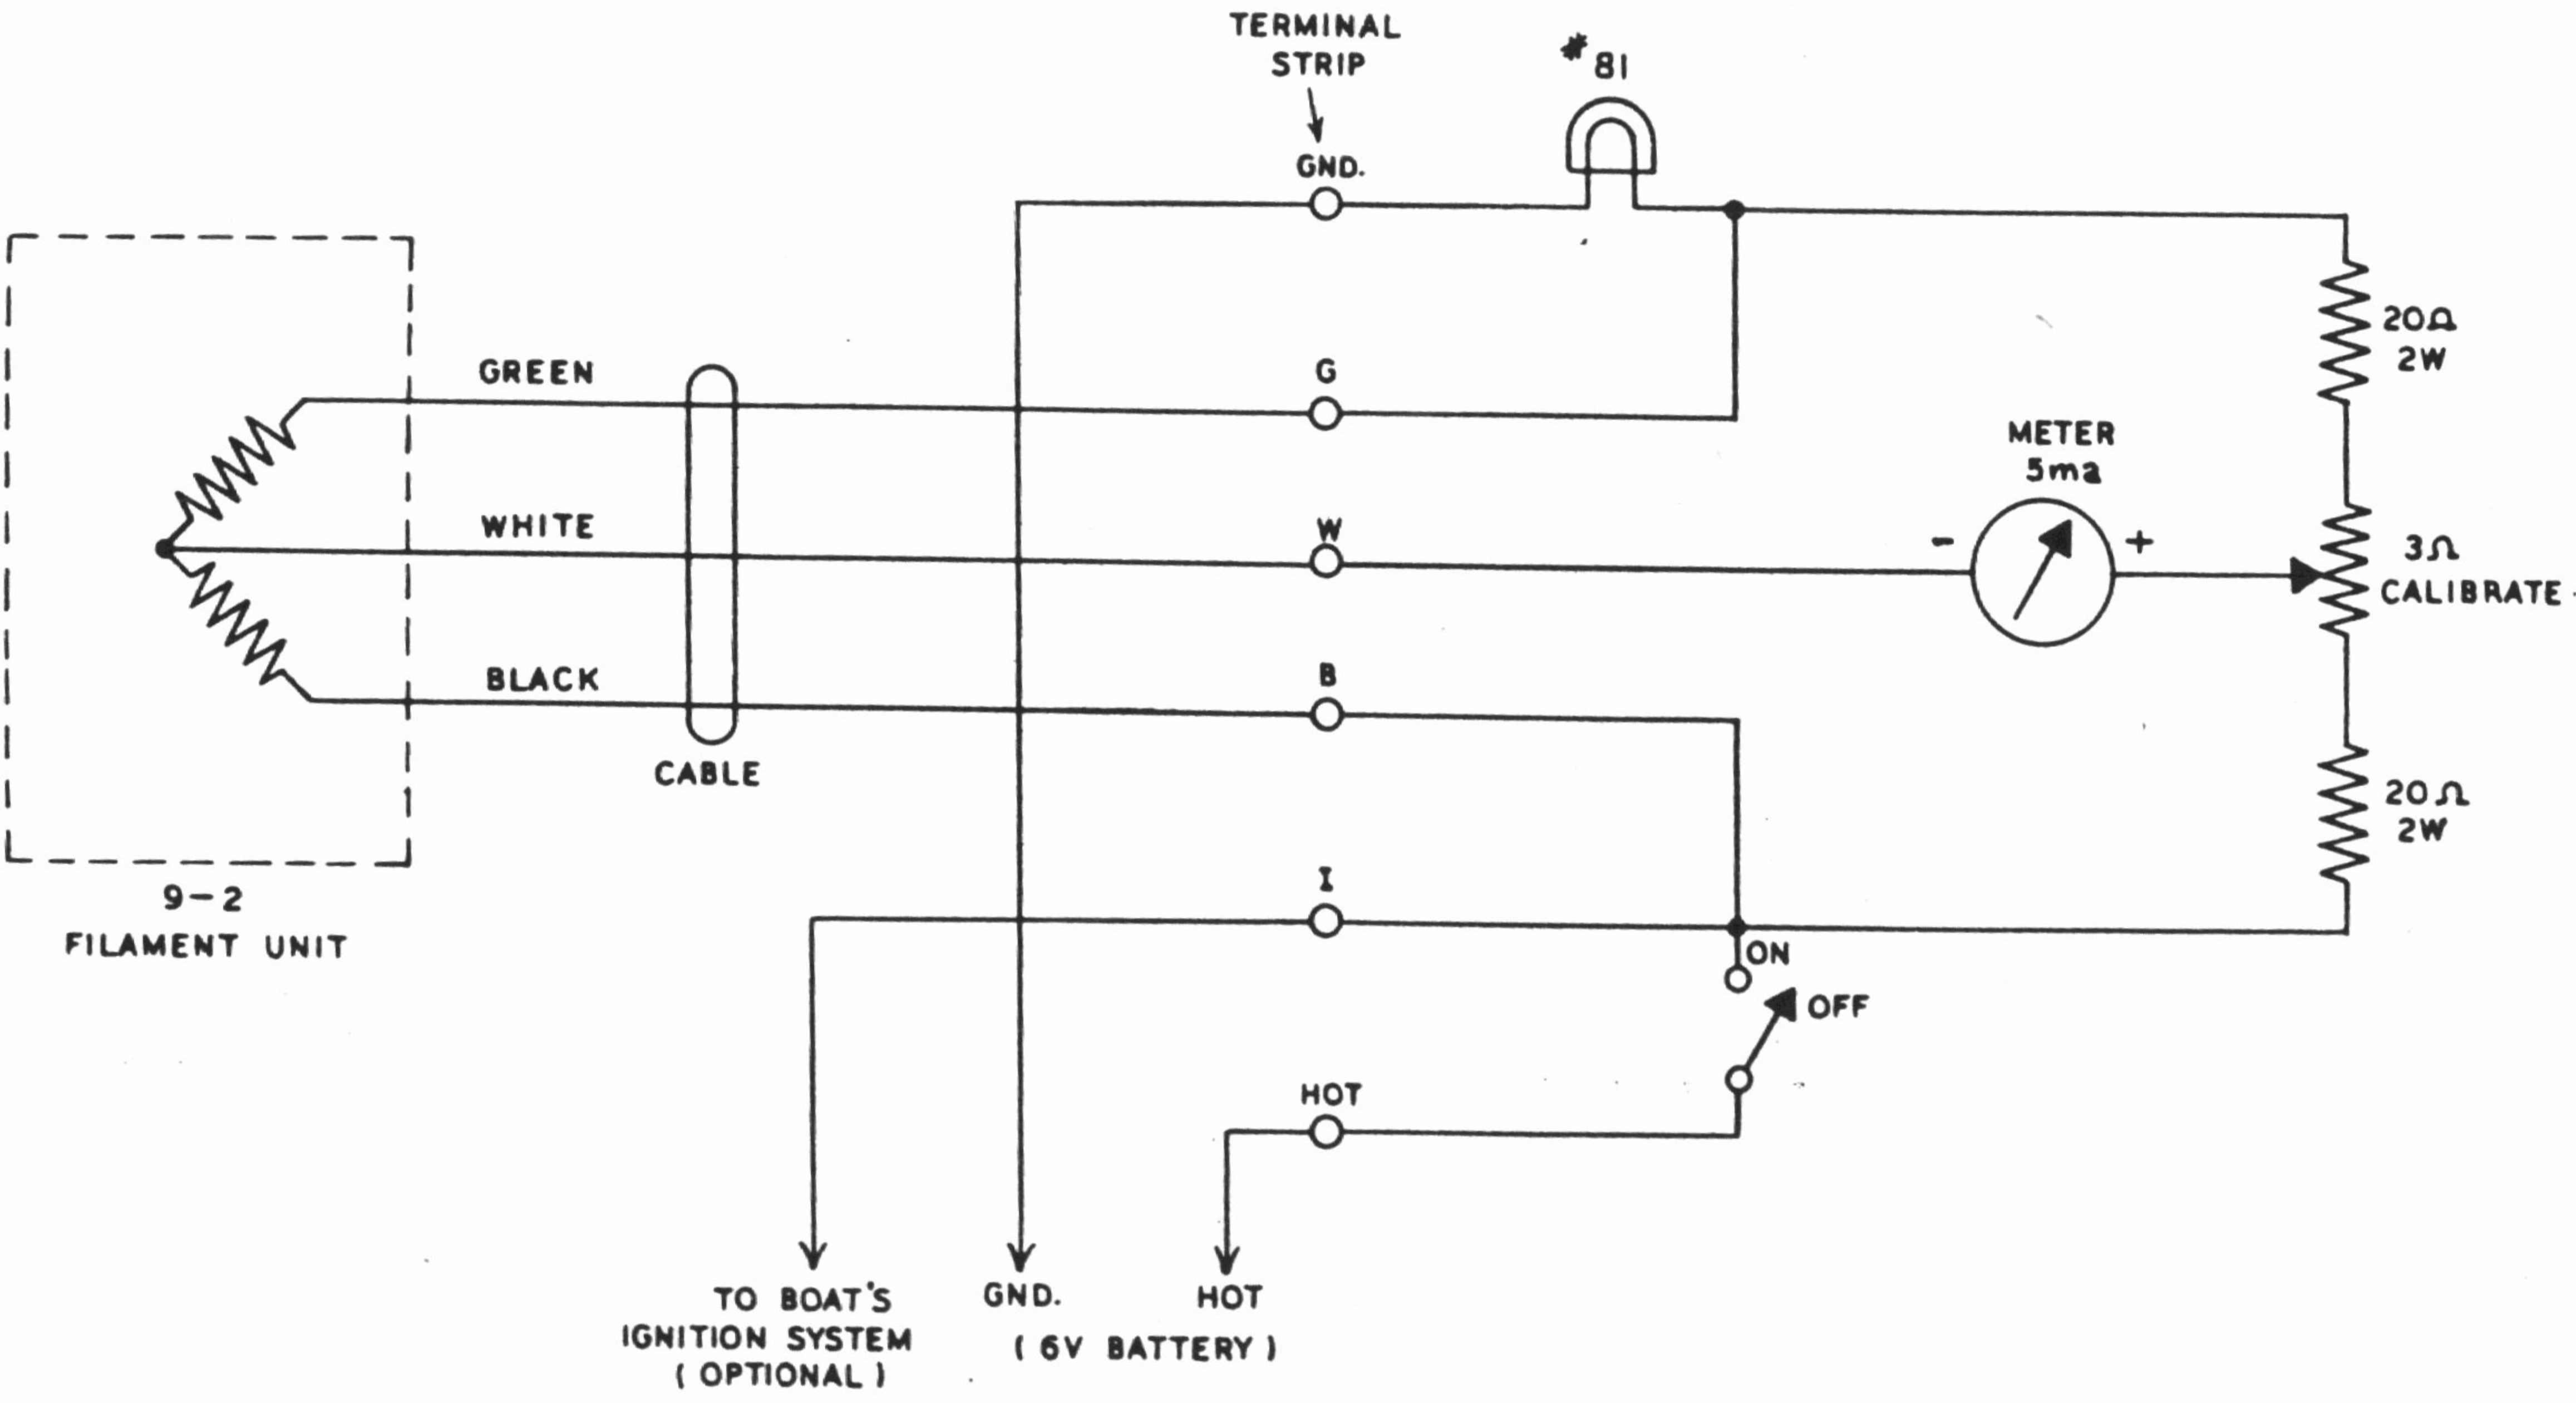 TERMINAL
STRIP
#81
GND.
20Ω
2W
GREEN
G
METER
5ma
WHITE
W
-
+
3Ω
CALIBRATE
BLACK
B
CABLE
20Ω
2W
I
9-2
FILAMENT UNIT
ON
OFF
HOT
TO BOAT'S
IGNITION SYSTEM
(OPTIONAL)
GND.
HOT
(6V BATTERY)